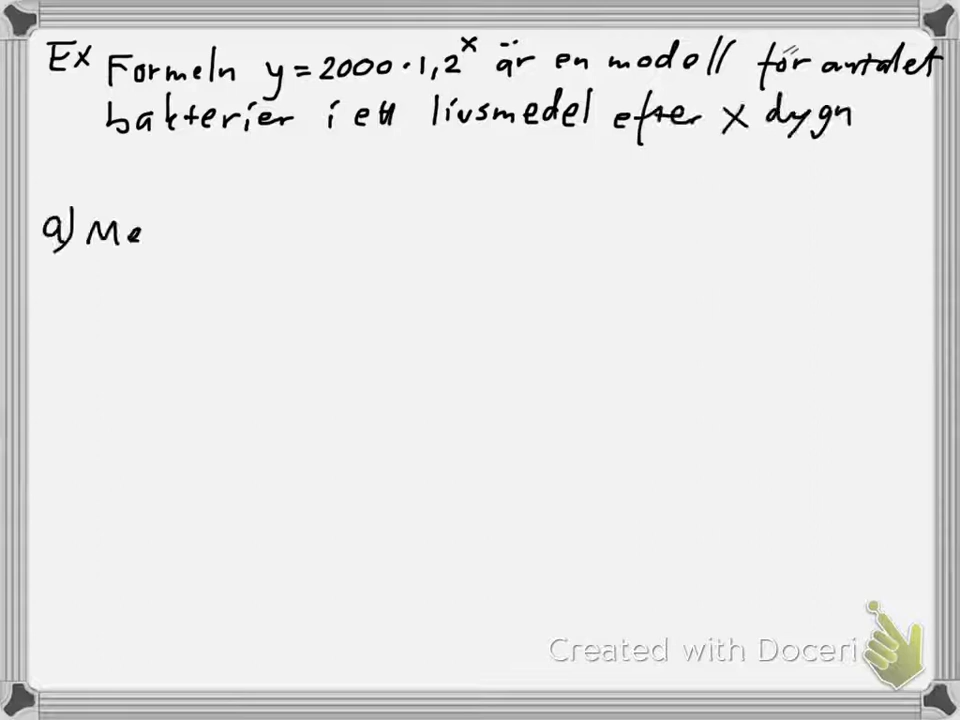 Ex Formeln y = 2000 · 1,2^x är en modell för antalet
bakterier i ett livsmedel efter x dygn
a) Me
Created with Doceri